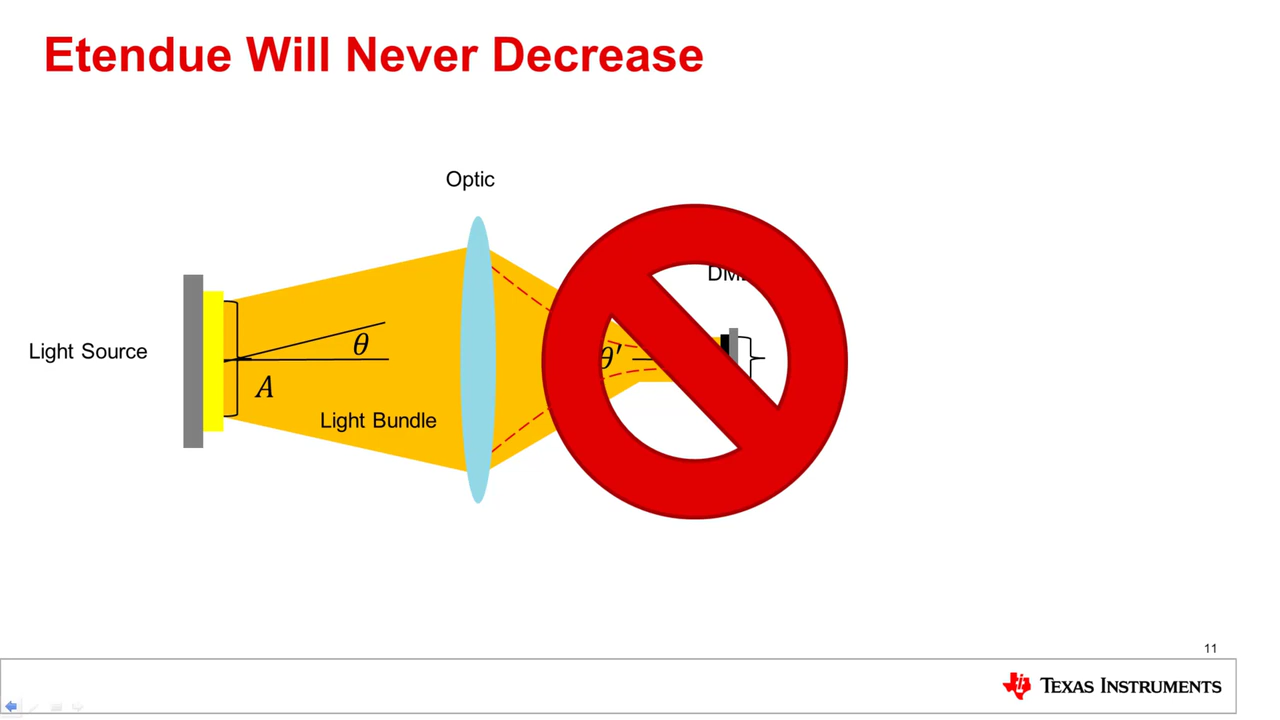 Etendue Will Never Decrease
Optic
Light Source
θ
A
Light Bundle
θ′
11
TEXAS INSTRUMENTS